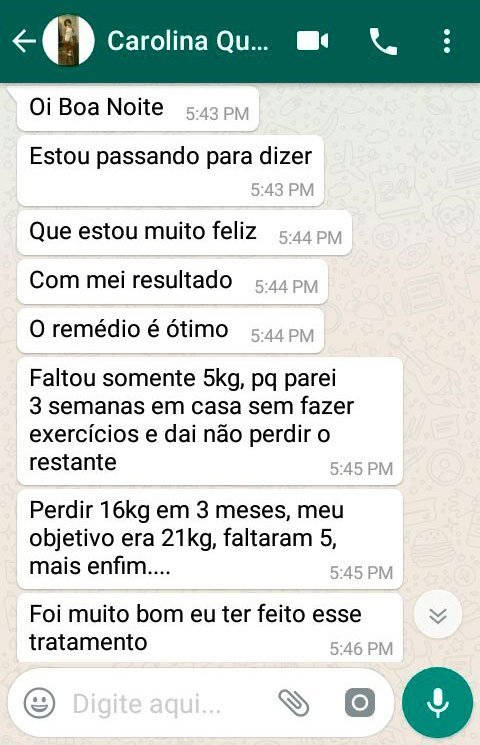 Carolina Qu...
Oi Boa Noite 5:43 PM
Estou passando para dizer
5:43 PM
Que estou muito feliz 5:44 PM
Com mei resultado 5:44 PM
O remédio é ótimo 5:44 PM
Faltou somente 5kg, pq parei
3 semanas em casa sem fazer
exercícios e dai não perdir o
restante 5:45 PM
Perdir 16kg em 3 meses, meu
objetivo era 21kg, faltaram 5,
mais enfim.... 5:45 PM
Foi muito bom eu ter feito esse
tratamento 5:46 PM
Digite aqui...